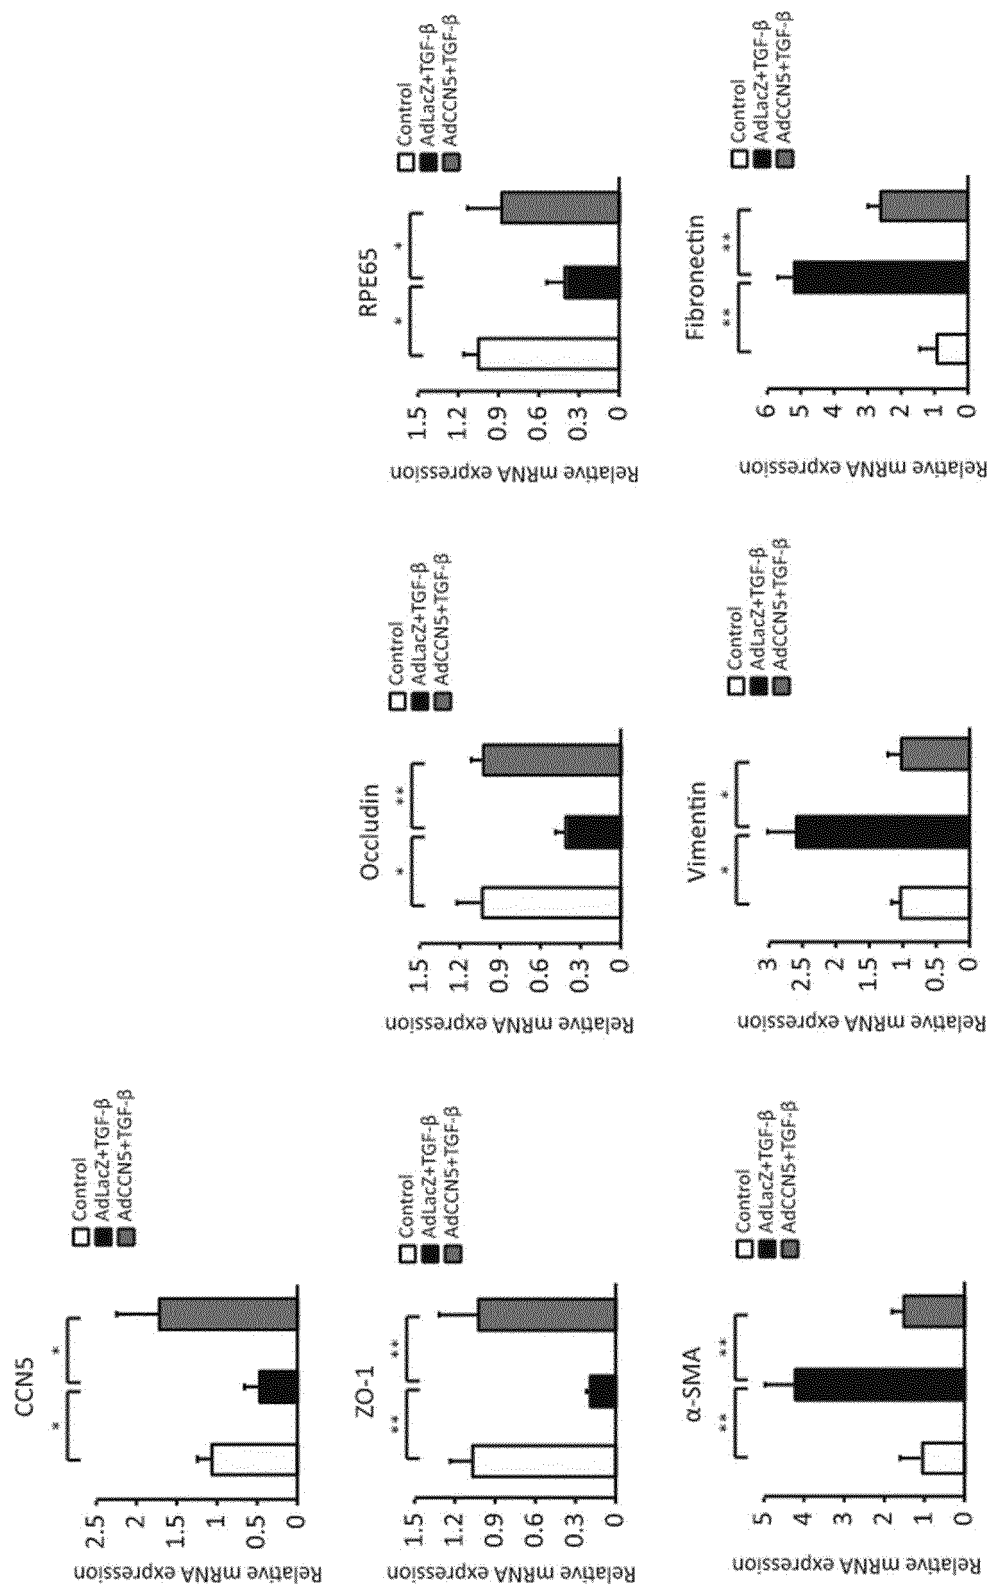 CCN5
Relative mRNA expression
2.5
2
1.5
1
0.5
0
*
*
Control
AdLacZ+TGF-β
AdCCN5+TGF-β
ZO-1
Relative mRNA expression
1.5
1.2
0.9
0.6
0.3
0
**
**
Control
AdLacZ+TGF-β
AdCCN5+TGF-β
Occludin
Relative mRNA expression
1.5
1.2
0.9
0.6
0.3
0
*
**
Control
AdLacZ+TGF-β
AdCCN5+TGF-β
RPE65
Relative mRNA expression
1.5
1.2
0.9
0.6
0.3
0
*
*
Control
AdLacZ+TGF-β
AdCCN5+TGF-β
α-SMA
Relative mRNA expression
5
4
3
2
1
0
**
**
Control
AdLacZ+TGF-β
AdCCN5+TGF-β
Vimentin
Relative mRNA expression
3
2.5
2
1.5
1
0.5
0
*
*
Control
AdLacZ+TGF-β
AdCCN5+TGF-β
Fibronectin
Relative mRNA expression
6
5
4
3
2
1
0
**
**
Control
AdLacZ+TGF-β
AdCCN5+TGF-β